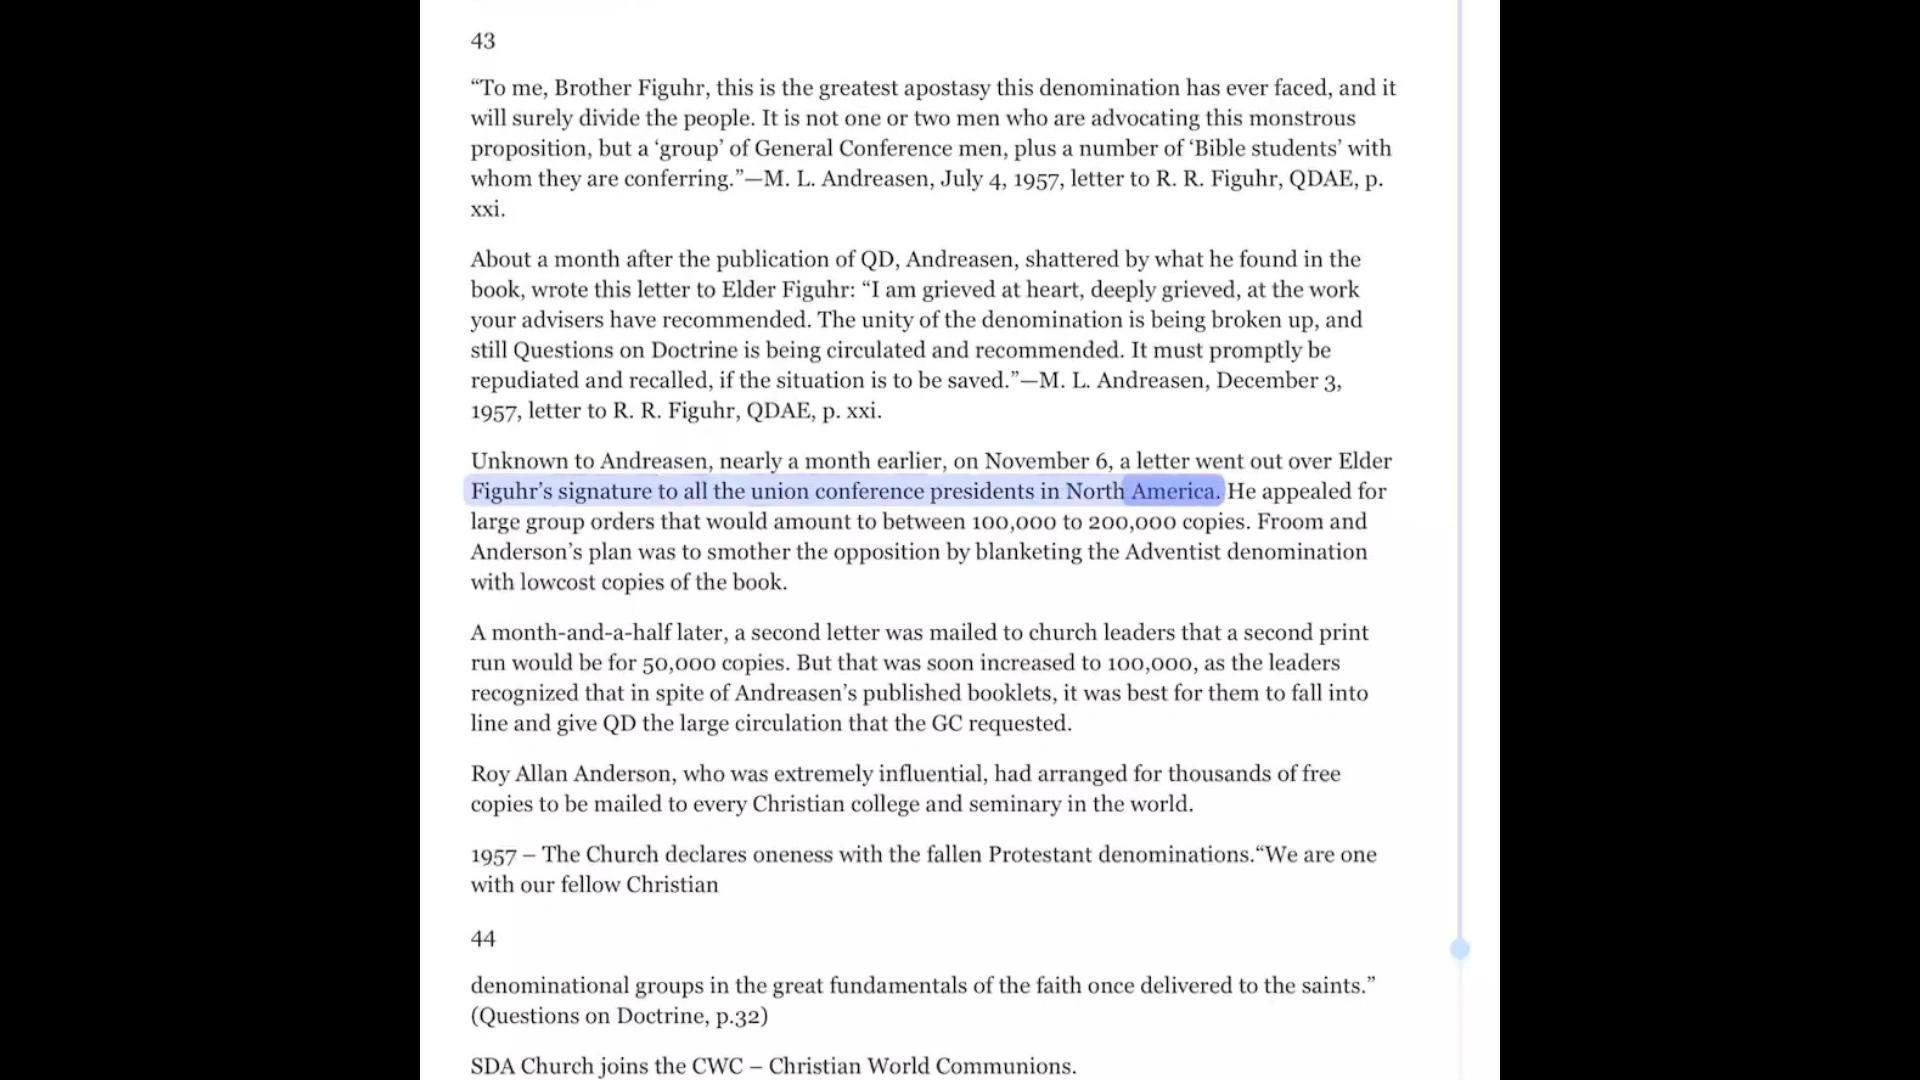 43
“To me, Brother Figuhr, this is the greatest apostasy this denomination has ever faced, and it
will surely divide the people. It is not one or two men who are advocating this monstrous
proposition, but a ‘group’ of General Conference men, plus a number of ‘Bible students’ with
whom they are conferring.”—M. L. Andreasen, July 4, 1957, letter to R. R. Figuhr, QDAE, p.
xxi.
About a month after the publication of QD, Andreasen, shattered by what he found in the
book, wrote this letter to Elder Figuhr: “I am grieved at heart, deeply grieved, at the work
your advisers have recommended. The unity of the denomination is being broken up, and
still Questions on Doctrine is being circulated and recommended. It must promptly be
repudiated and recalled, if the situation is to be saved.”—M. L. Andreasen, December 3,
1957, letter to R. R. Figuhr, QDAE, p. xxi.
Unknown to Andreasen, nearly a month earlier, on November 6, a letter went out over Elder
Figuhr’s signature to all the union conference presidents in North America. He appealed for
large group orders that would amount to between 100,000 to 200,000 copies. Froom and
Anderson’s plan was to smother the opposition by blanketing the Adventist denomination
with lowcost copies of the book.
A month-and-a-half later, a second letter was mailed to church leaders that a second print
run would be for 50,000 copies. But that was soon increased to 100,000, as the leaders
recognized that in spite of Andreasen’s published booklets, it was best for them to fall into
line and give QD the large circulation that the GC requested.
Roy Allan Anderson, who was extremely influential, had arranged for thousands of free
copies to be mailed to every Christian college and seminary in the world.
1957 – The Church declares oneness with the fallen Protestant denominations.“We are one
with our fellow Christian
44
denominational groups in the great fundamentals of the faith once delivered to the saints.”
(Questions on Doctrine, p.32)
SDA Church joins the CWC – Christian World Communions.